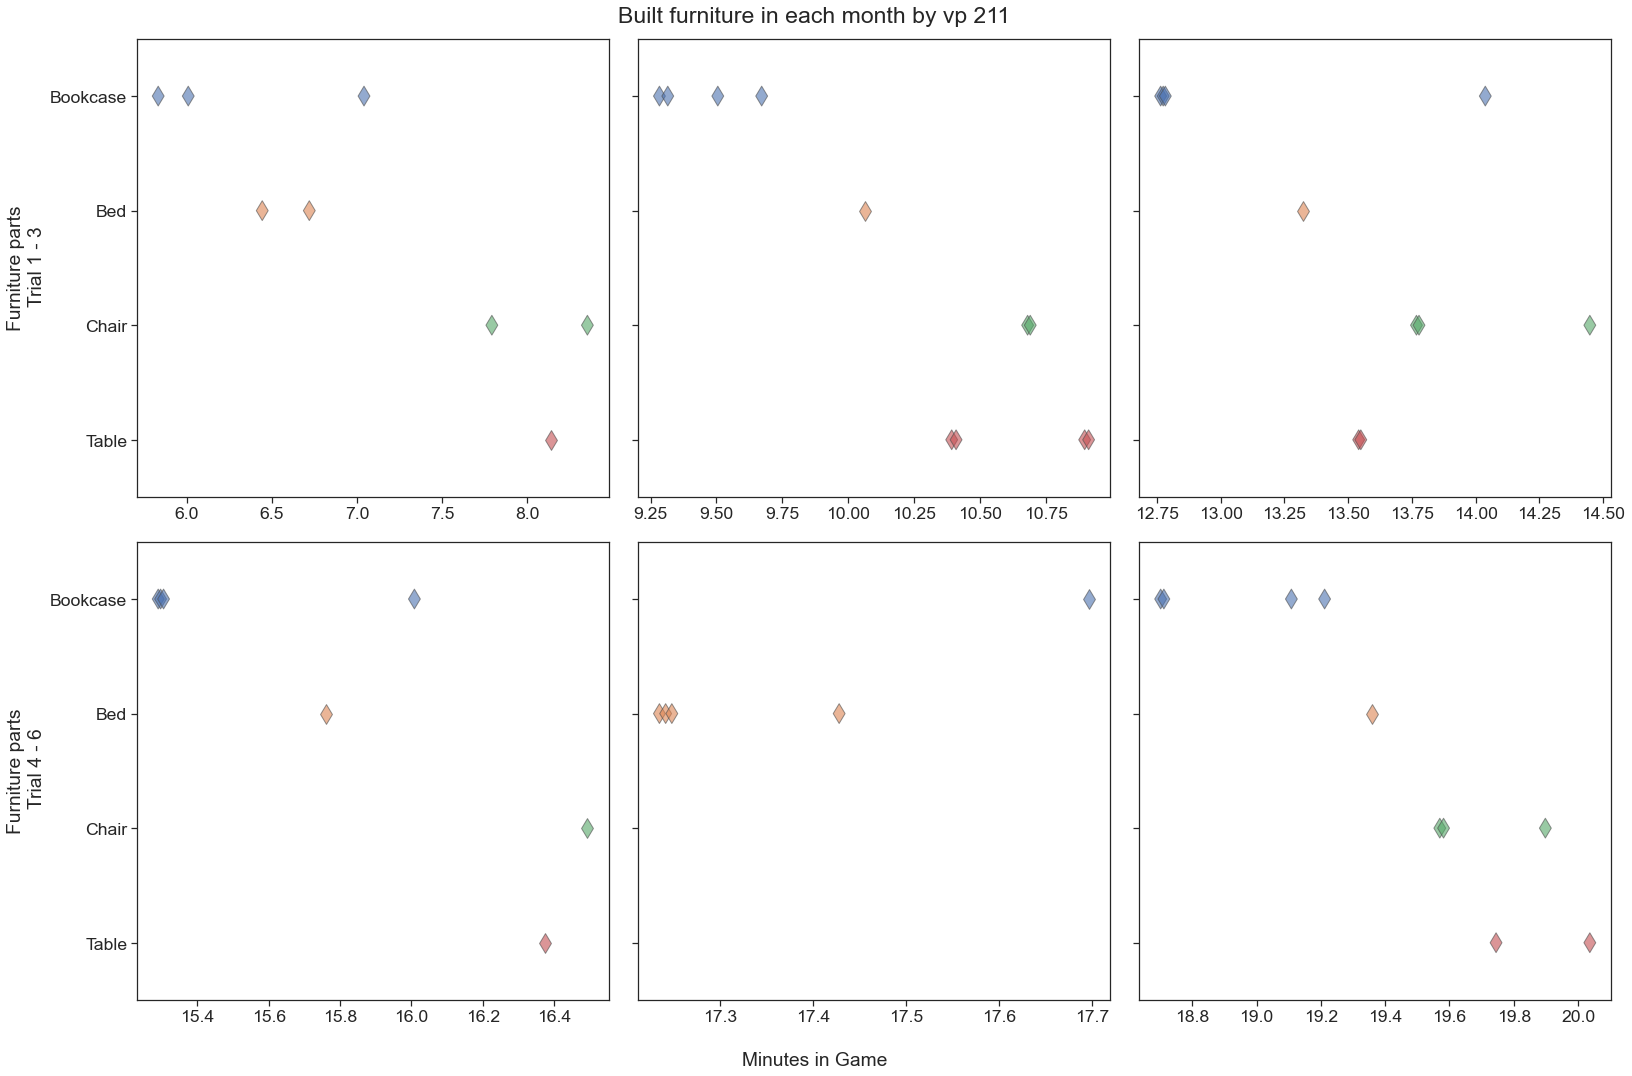 Built furniture in each month by vp 211
Furniture parts
Trial 1 - 3
Bookcase
Bed
Chair
Table
6.0 6.5 7.0 7.5 8.0
9.25 9.50 9.75 10.00 10.25 10.50 10.75
12.75 13.00 13.25 13.50 13.75 14.00 14.25 14.50
Furniture parts
Trial 4 - 6
Bookcase
Bed
Chair
Table
15.4 15.6 15.8 16.0 16.2 16.4
17.3 17.4 17.5 17.6 17.7
18.8 19.0 19.2 19.4 19.6 19.8 20.0
Minutes in Game